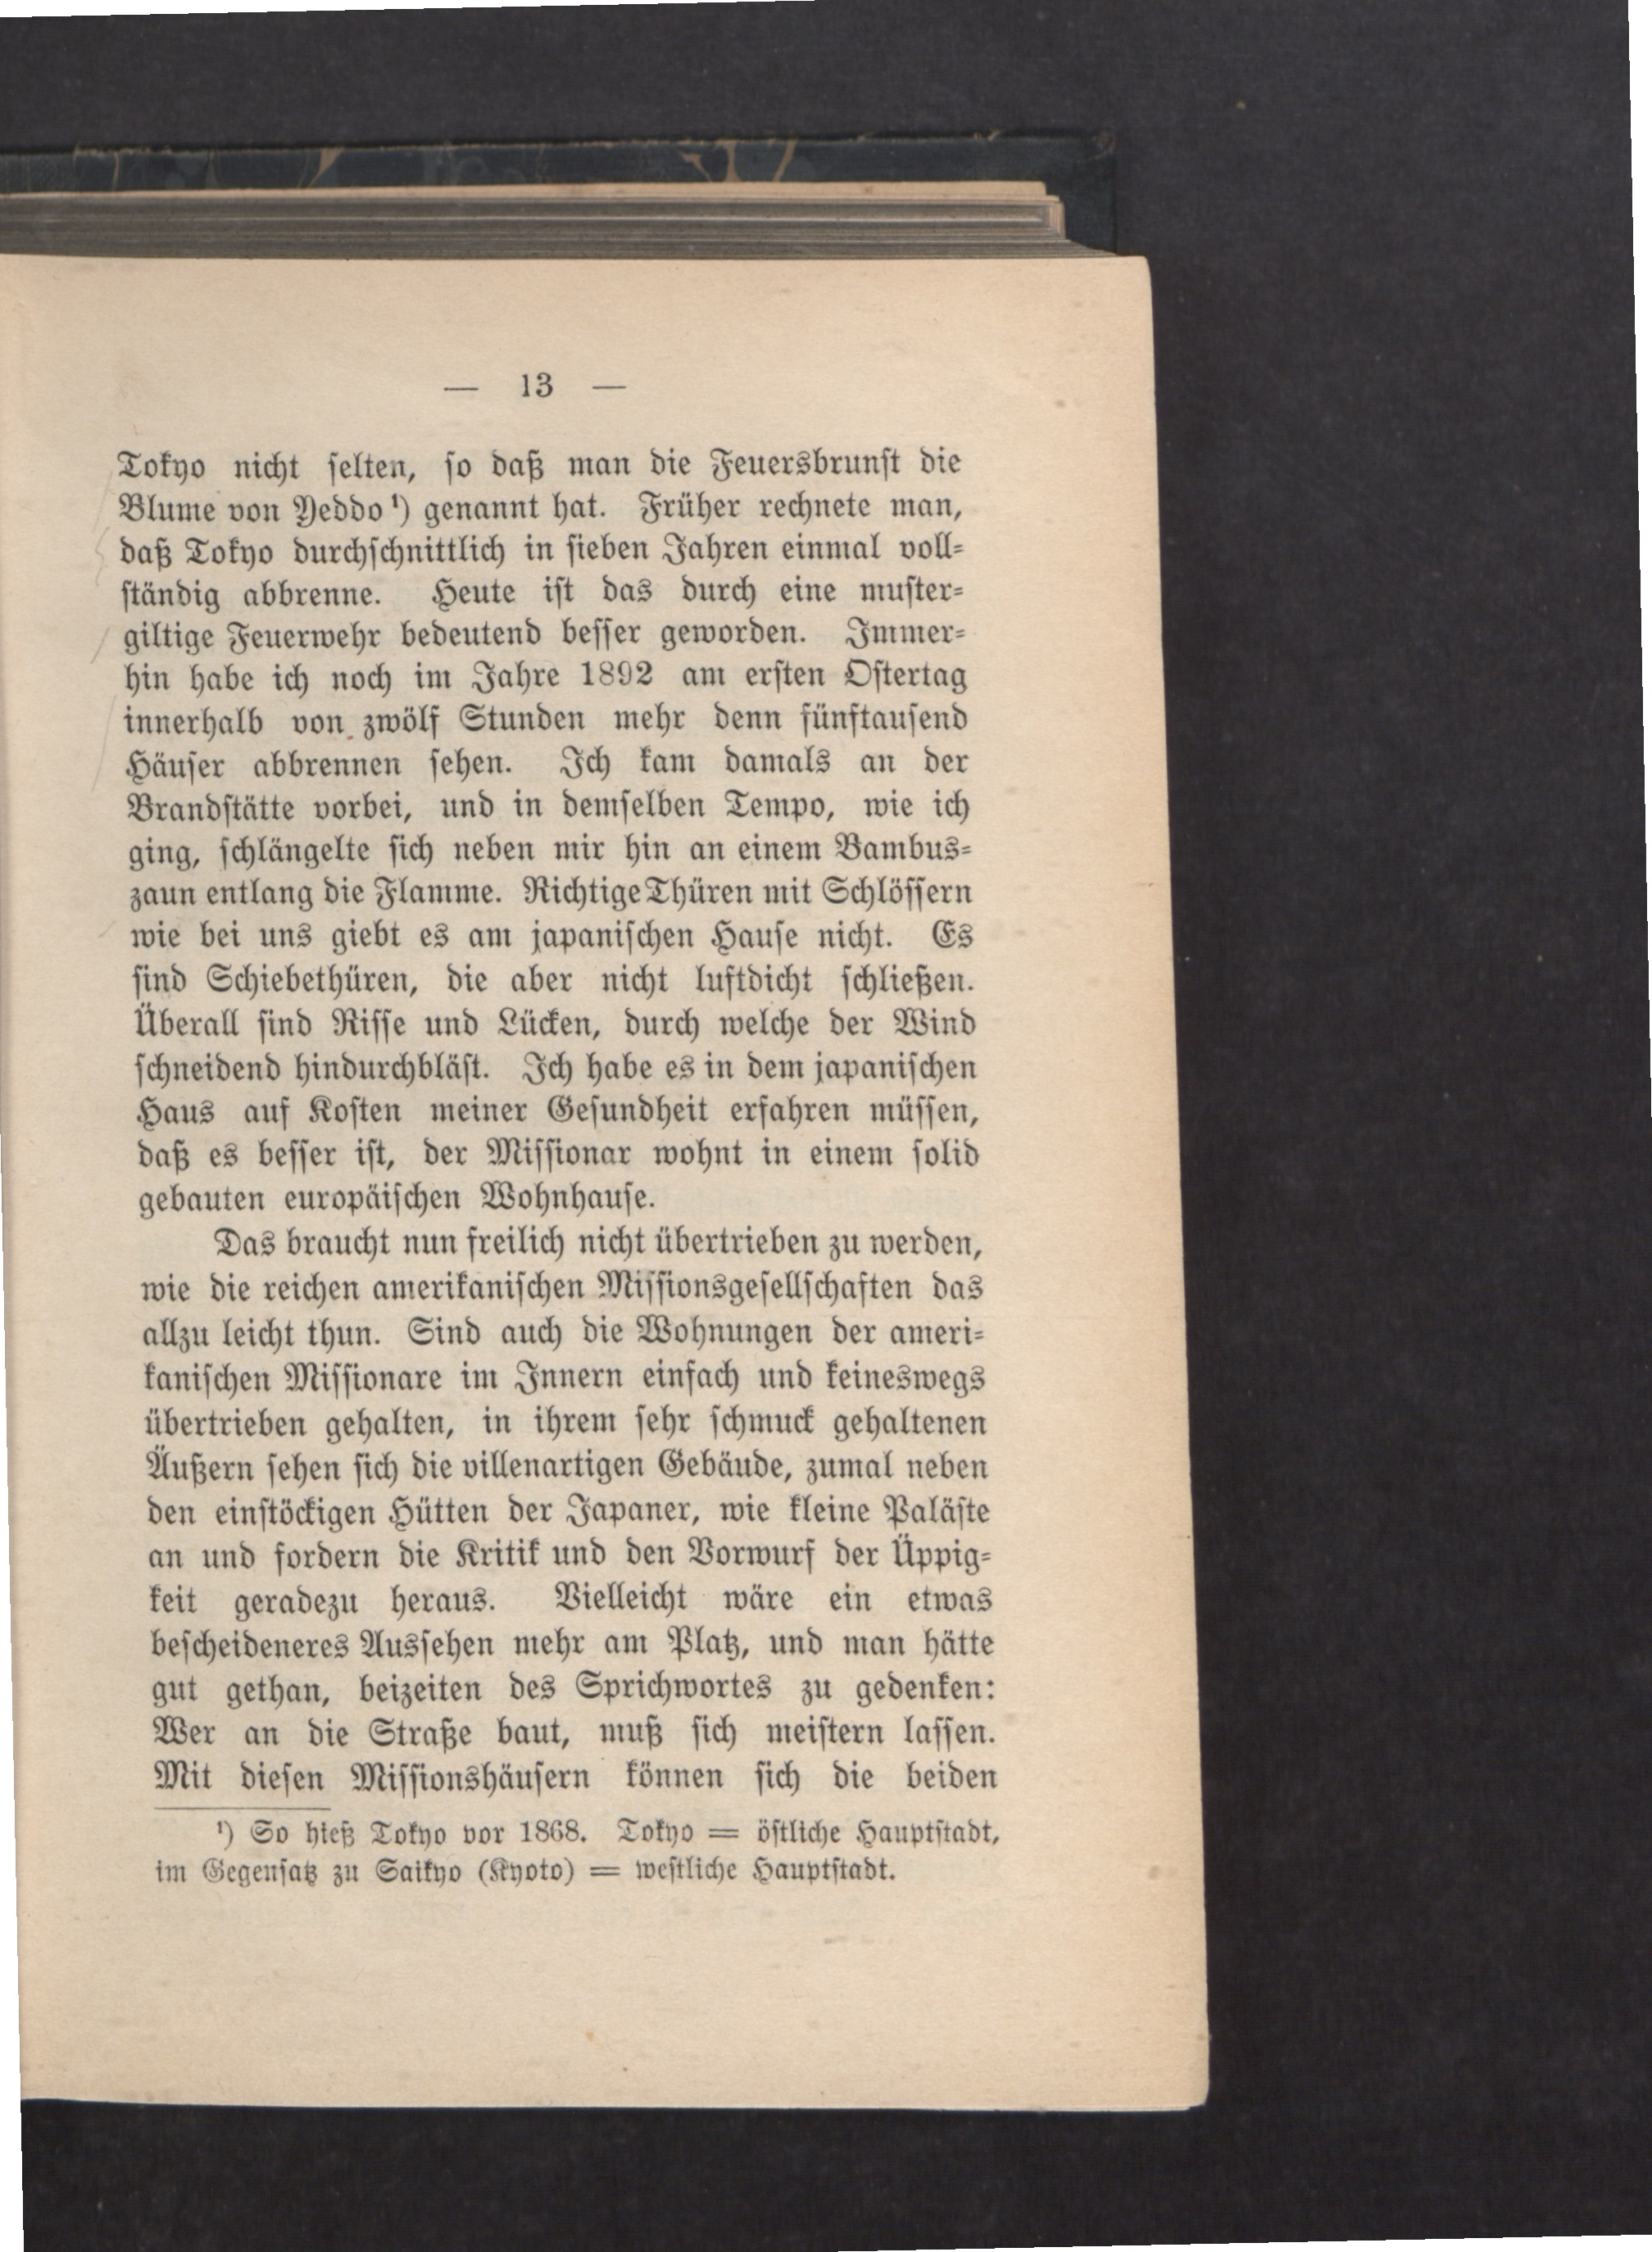 — 13 —
Tokyo nicht selten, so daß man die Feuersbrunst die
Blume von Yeddo¹) genannt hat. Früher rechnete man,
daß Tokyo durchschnittlich in sieben Jahren einmal voll-
ständig abbrenne. Heute ist das durch eine muster-
giltige Feuerwehr bedeutend besser geworden. Immer-
hin habe ich noch im Jahre 1892 am ersten Ostertag
innerhalb von zwölf Stunden mehr denn fünftausend
Häuser abbrennen sehen. Ich kam damals an der
Brandstätte vorbei, und in demselben Tempo, wie ich
ging, schlängelte sich neben mir hin an einem Bambus-
zaun entlang die Flamme. Richtige Thüren mit Schlössern
wie bei uns giebt es am japanischen Hause nicht. Es
sind Schiebethüren, die aber nicht luftdicht schließen.
Überall sind Risse und Lücken, durch welche der Wind
schneidend hindurchbläst. Ich habe es in dem japanischen
Haus auf Kosten meiner Gesundheit erfahren müssen,
daß es besser ist, der Missionar wohnt in einem solid
gebauten europäischen Wohnhause.
Das braucht nun freilich nicht übertrieben zu werden,
wie die reichen amerikanischen Missionsgesellschaften das
allzu leicht thun. Sind auch die Wohnungen der ameri-
kanischen Missionare im Innern einfach und keineswegs
übertrieben gehalten, in ihrem sehr schmuck gehaltenen
Äußern sehen sich die villenartigen Gebäude, zumal neben
den einstöckigen Hütten der Japaner, wie kleine Paläste
an und fordern die Kritik und den Vorwurf der Üppig-
keit geradezu heraus. Vielleicht wäre ein etwas
bescheideneres Aussehen mehr am Platz, und man hätte
gut gethan, beizeiten des Sprichwortes zu gedenken:
Wer an die Straße baut, muß sich meistern lassen.
Mit diesen Missionshäusern können sich die beiden
¹) So hieß Tokyo vor 1868. Tokyo = östliche Hauptstadt,
im Gegensatz zu Saikyo (Kyoto) = westliche Hauptstadt.